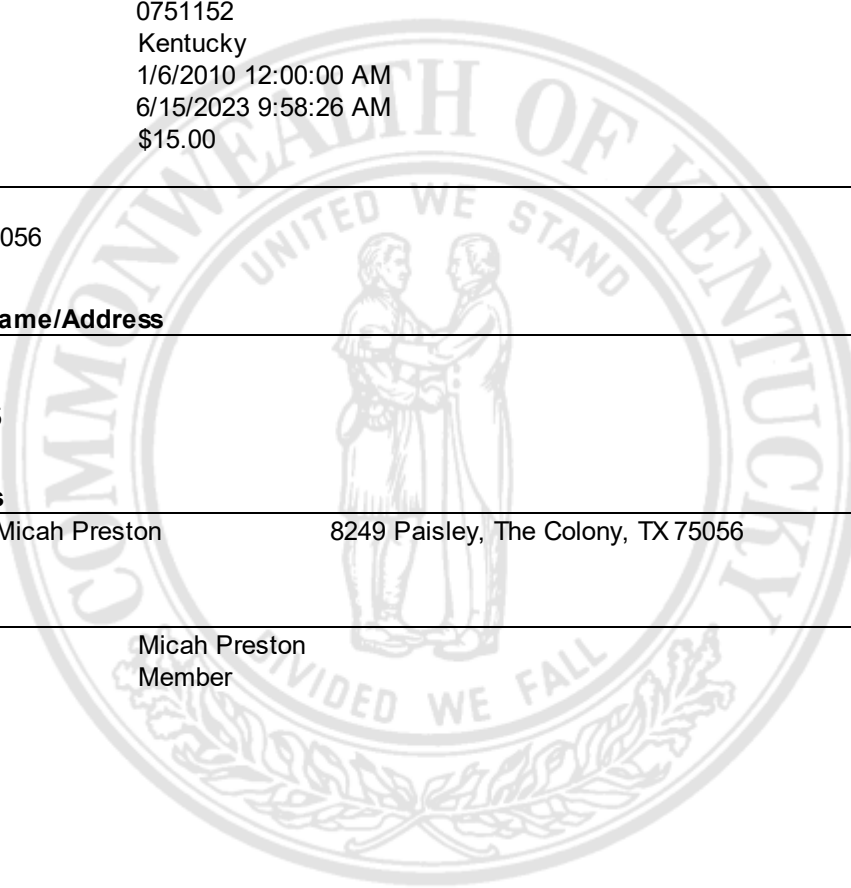 0751152
Kentucky
1/6/2010 12:00:00 AM
6/15/2023 9:58:26 AM
$15.00
056
ame/Address
s
Micah Preston 8249 Paisley, The Colony, TX 75056
Micah Preston
Member
COMMONWEALTH OF KENTUCKY
UNITED WE STAND
DIVIDED WE FALL